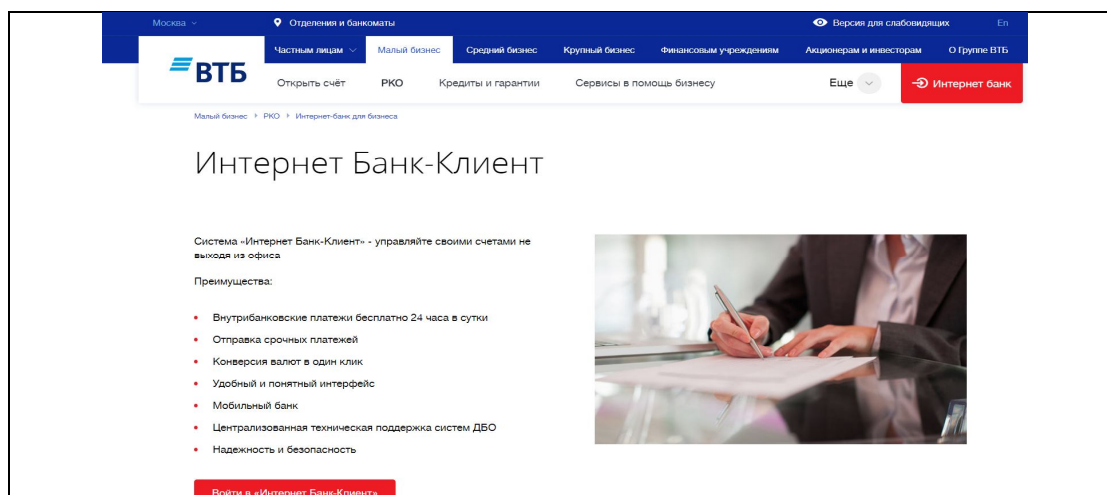 Москва
Отделения и банкоматы
Версия для слабовидящих
En
Частным лицам
Малый бизнес
Средний бизнес
Крупный бизнес
Финансовым учреждениям
Акционерам и инвесторам
О Группе ВТБ
ВТБ
Открыть счёт
РКО
Кредиты и гарантии
Сервисы в помощь бизнесу
Еще
Интернет банк
Малый бизнес
РКО
Интернет-банк для бизнеса
Интернет Банк-Клиент
Система «Интернет Банк-Клиент» - управляйте своими счетами не
выходя из офиса
Преимущества:
Внутрибанковские платежи бесплатно 24 часа в сутки
Отправка срочных платежей
Конверсия валют в один клик
Удобный и понятный интерфейс
Мобильный банк
Централизованная техническая поддержка систем ДБО
Надежность и безопасность
Войти в «Интернет Банк-Клиент»